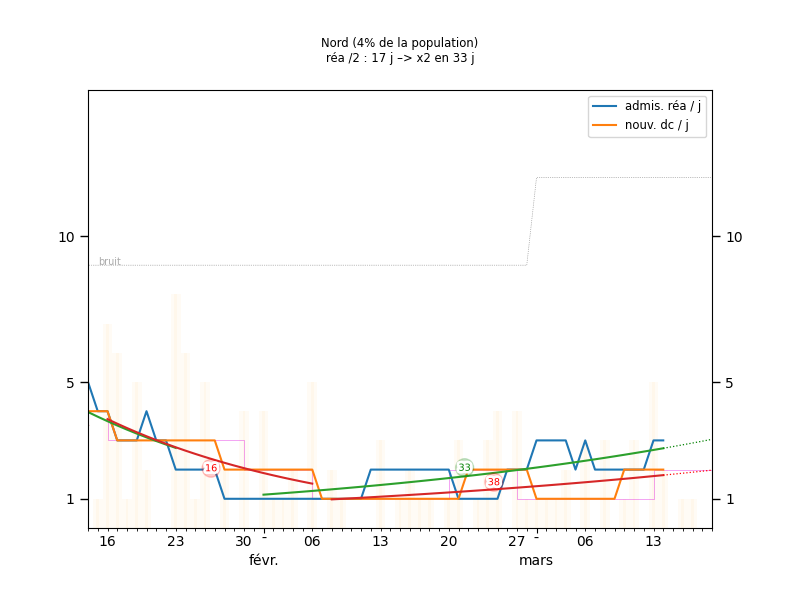 Nord (4% de la population)
réa /2 : 17 j –> x2 en 33 j
admis. réa / j
nouv. dc / j
10
10
bruit
5
5
16
33
38
1
1
16
23
30
-
06
13
20
27
-
06
13
févr.
mars